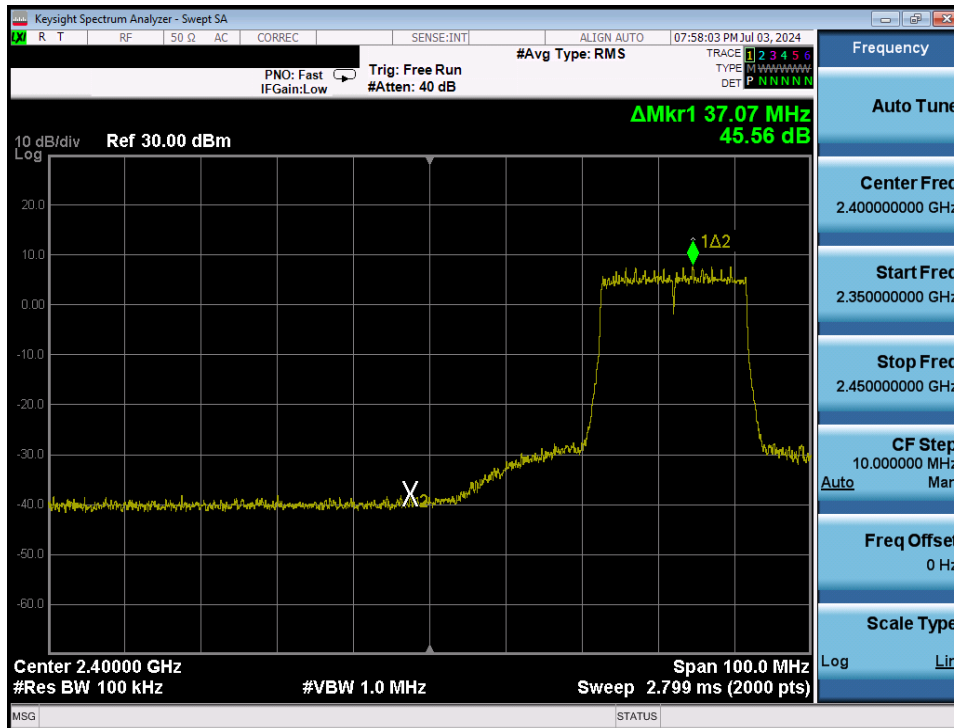 Keysight Spectrum Analyzer - Swept SA
LXI R T RF 50 Ω AC CORREC SENSE:INT ALIGN AUTO 07:58:03 PM Jul 03, 2024
#Avg Type: RMS TRACE 1 2 3 4 5 6
PNO: Fast Trig: Free Run TYPE M WWWWW
IFGain:Low #Atten: 40 dB DET P N N N N N
ΔMkr1 37.07 MHz
45.56 dB
10 dB/div Ref 30.00 dBm
Log
20.0
1Δ2
10.0
0.00
-10.0
-20.0
-30.0
X2
-40.0
-50.0
-60.0
Center 2.40000 GHz Span 100.0 MHz
#Res BW 100 kHz #VBW 1.0 MHz Sweep 2.799 ms (2000 pts)
MSG STATUS
Frequency
Auto Tune
Center Freq
2.400000000 GHz
Start Freq
2.350000000 GHz
Stop Freq
2.450000000 GHz
CF Step
10.000000 MHz
Auto Man
Freq Offset
0 Hz
Scale Type
Log Lin